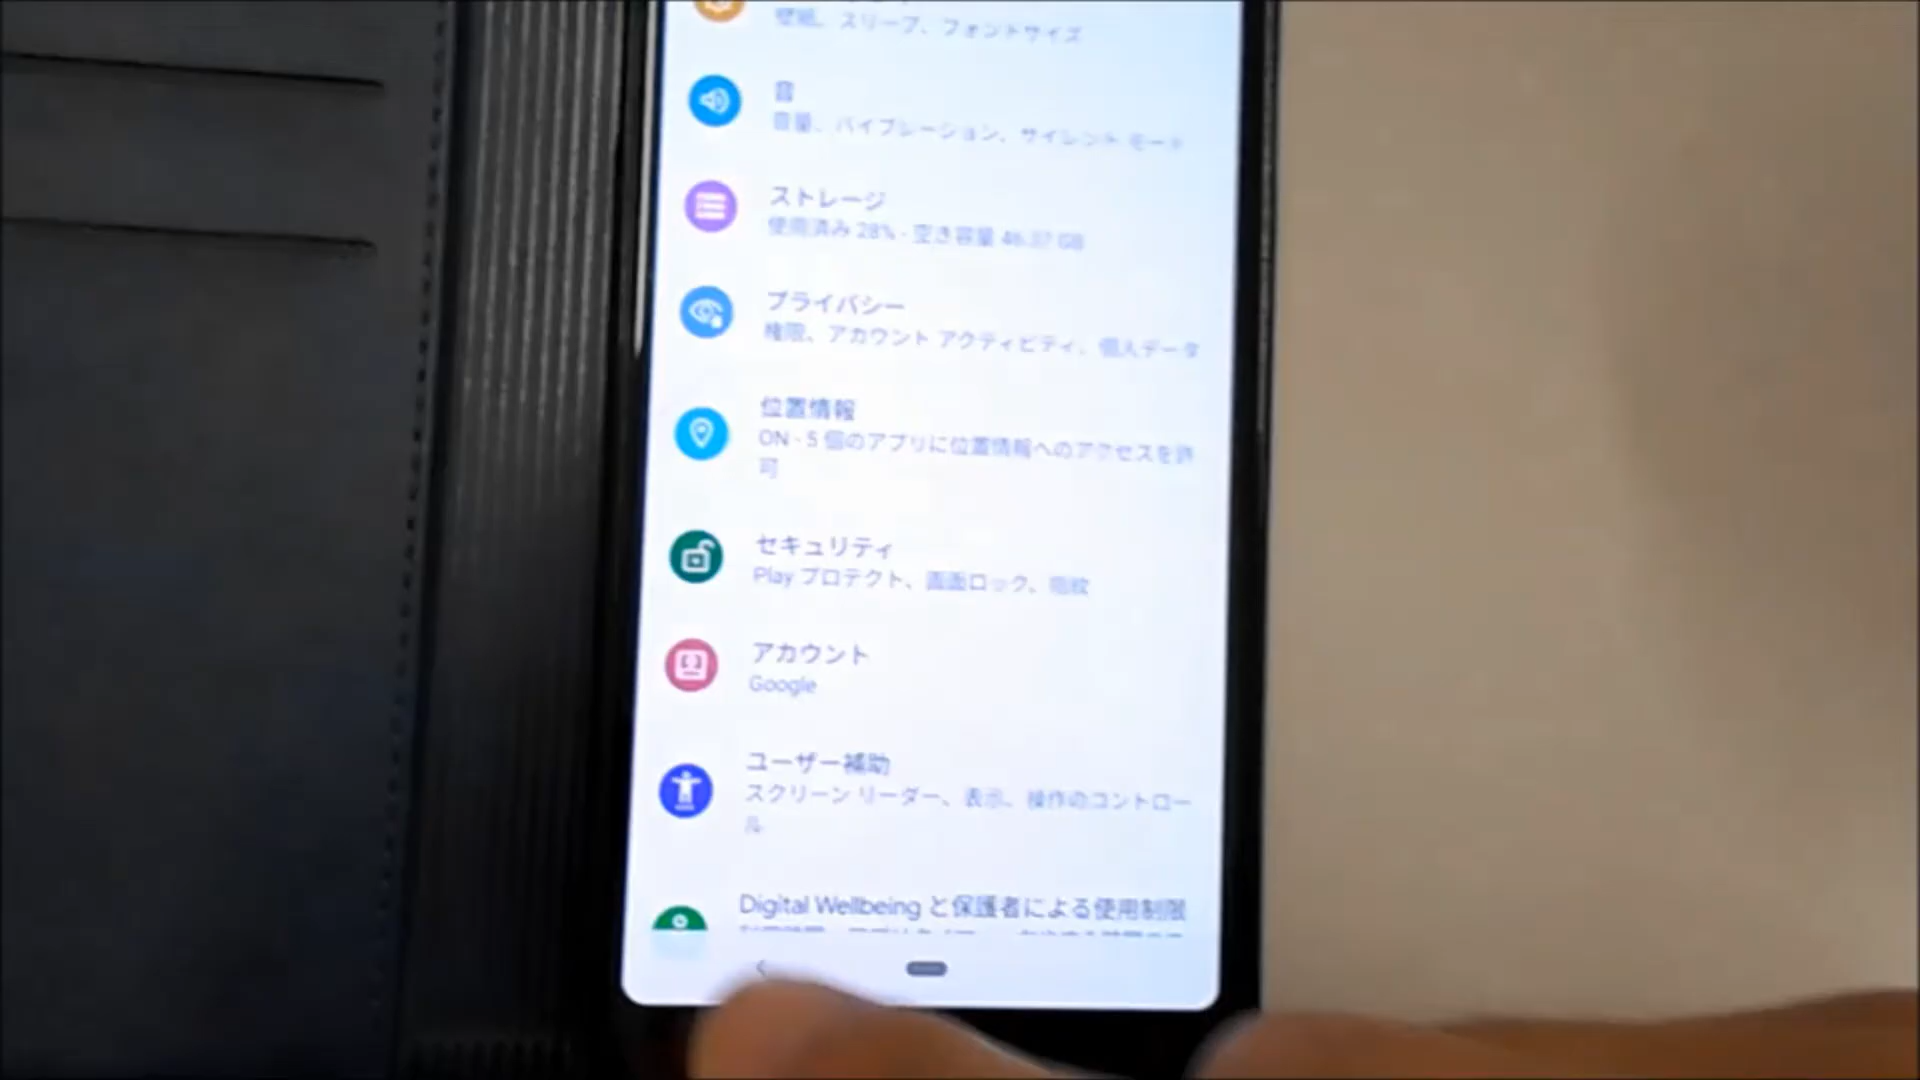 壁紙、スリープ、フォントサイズ
音
音量、バイブレーション、サイレント モード
ストレージ
使用済み 28% - 空き容量 46.37 GB
プライバシー
権限、アカウント アクティビティ、個人データ
位置情報
ON - 5 個のアプリに位置情報へのアクセスを許
可
セキュリティ
Play プロテクト、画面ロック、指紋
アカウント
Google
ユーザー補助
スクリーン リーダー、表示、操作のコントロー
ル
Digital Wellbeing と保護者による使用制限